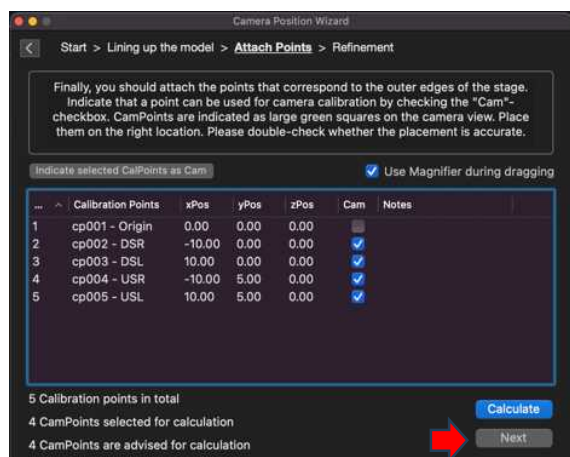 Camera Position Wizard
< Start > Lining up the model > Attach Points > Refinement
Finally, you should attach the points that correspond to the outer edges of the stage.
Indicate that a point can be used for camera calibration by checking the "Cam"-
checkbox. CamPoints are indicated as large green squares on the camera view. Place
them on the right location. Please double-check whether the placement is accurate.
Indicate selected CalPoints as Cam Use Magnifier during dragging
... Calibration Points xPos yPos zPos Cam Notes
1 cp001 - Origin 0.00 0.00 0.00
2 cp002 - DSR -10.00 0.00 0.00
3 cp003 - DSL 10.00 0.00 0.00
4 cp004 - USR -10.00 5.00 0.00
5 cp005 - USL 10.00 5.00 0.00
5 Calibration points in total
Calculate
4 CamPoints selected for calculation
4 CamPoints are advised for calculation
Next